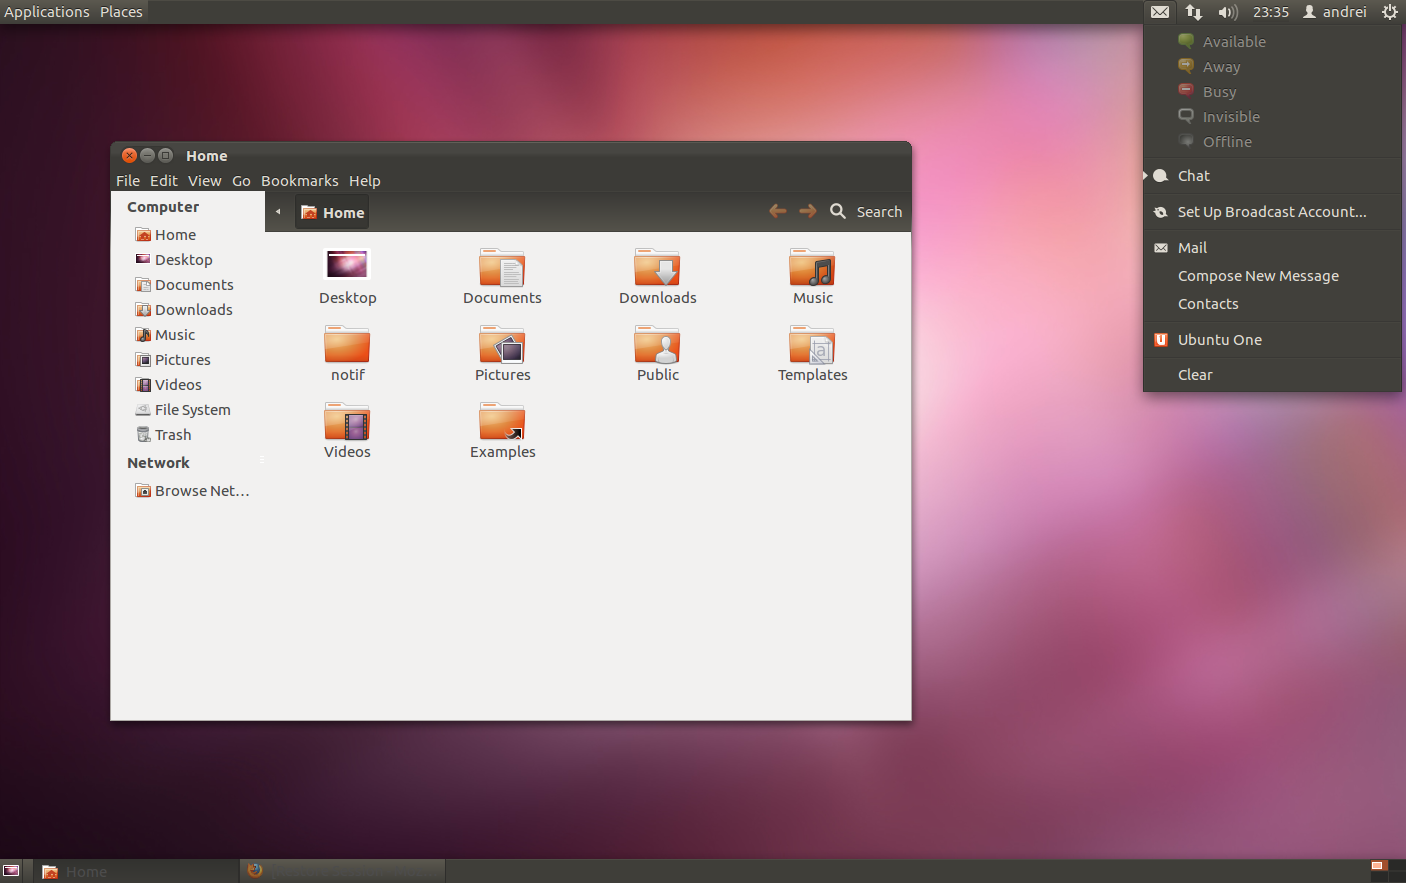 Applications Places
23:35 andrei
Available
Away
Busy
Invisible
Offline
Chat
Set Up Broadcast Account...
Mail
Compose New Message
Contacts
Ubuntu One
Clear
Home
File Edit View Go Bookmarks Help
Computer
Home
Desktop
Documents
Downloads
Music
Pictures
Videos
File System
Trash
Network
Browse Net...
Home
Search
Desktop
Documents
Downloads
Music
notif
Pictures
Public
Templates
Videos
Examples
Home